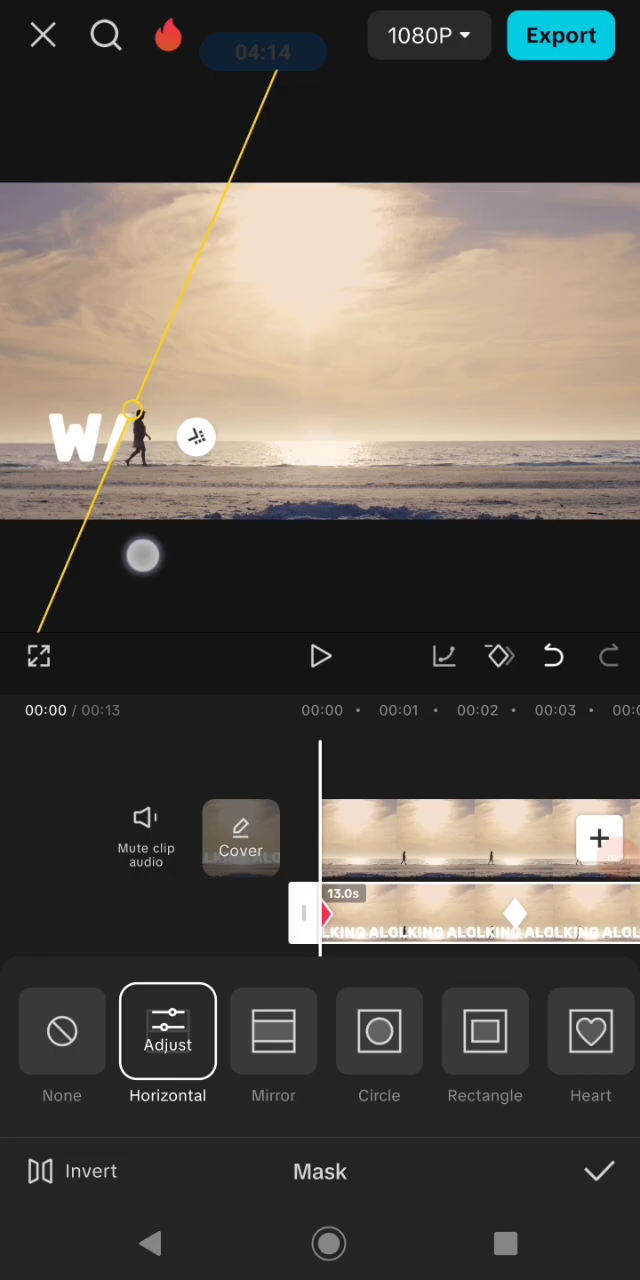 04:14
1080P
Export
W
00:00 / 00:13
00:00
00:01
00:02
00:03
Mute clip
audio
Cover
13.0s
LKING ALOLKING ALOLKING ALOLKING ALOLKING
Adjust
None
Horizontal
Mirror
Circle
Rectangle
Heart
Invert
Mask